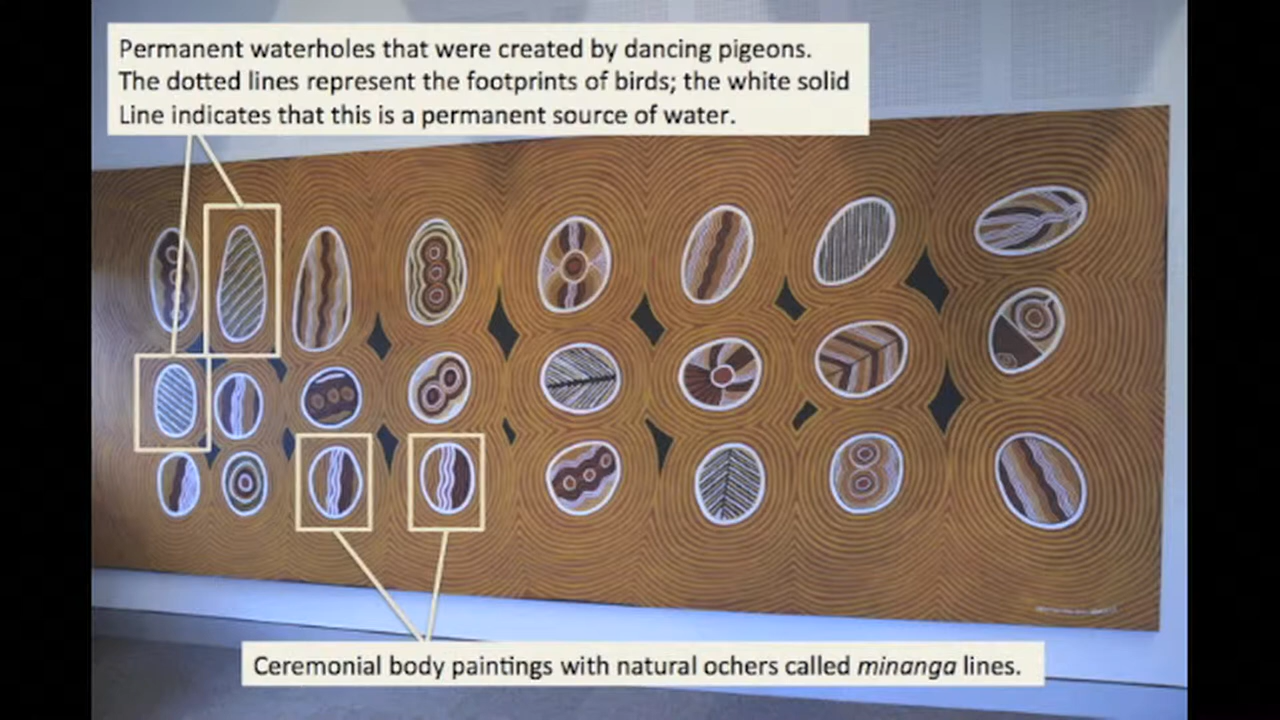 Permanent waterholes that were created by dancing pigeons.
The dotted lines represent the footprints of birds; the white solid
Line indicates that this is a permanent source of water.
Ceremonial body paintings with natural ochers called minanga lines.